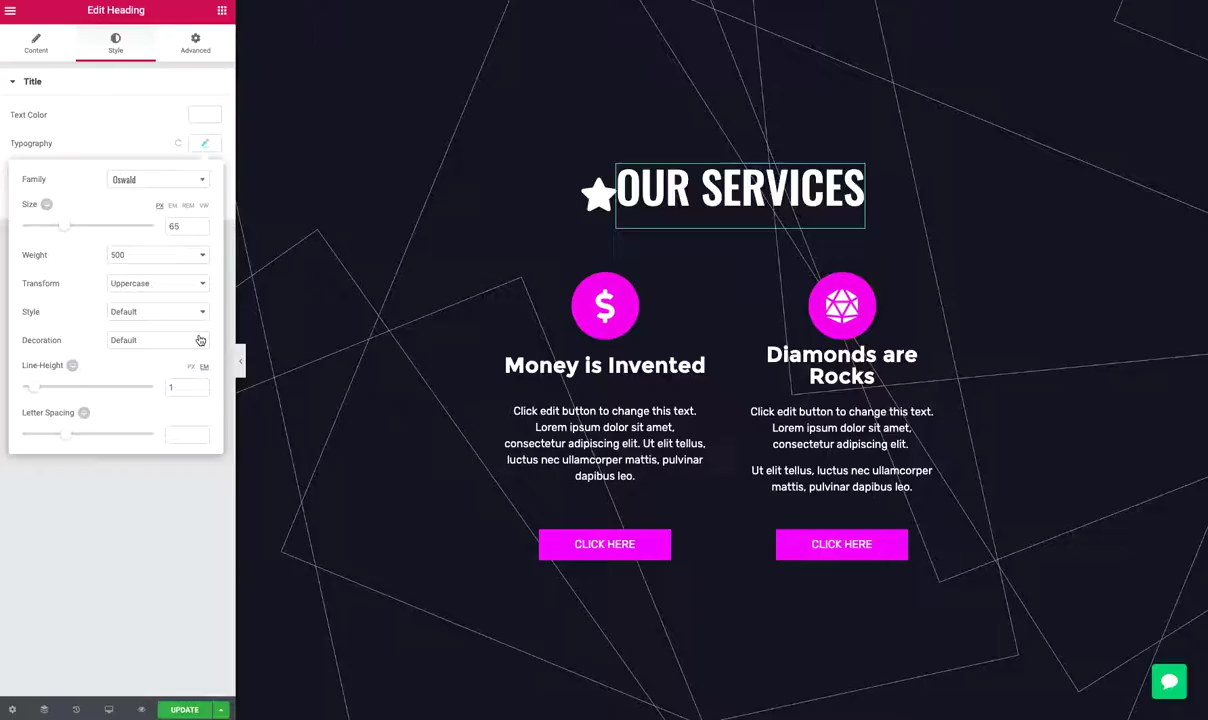 Edit Heading
Content
Style
Advanced
Title
Text Color
Typography
Family
Oswald
Size
PX EM REM VW
65
Weight
500
Transform
Uppercase
Style
Default
Decoration
Default
Line-Height
PX EM
1
Letter Spacing
UPDATE
OUR SERVICES
$
Money is Invented
Click edit button to change this text.
Lorem ipsum dolor sit amet,
consectetur adipiscing elit. Ut elit tellus,
luctus nec ullamcorper mattis, pulvinar
dapibus leo.
CLICK HERE
Diamonds are
Rocks
Click edit button to change this text.
Lorem ipsum dolor sit amet,
consectetur adipiscing elit.
Ut elit tellus, luctus nec ullamcorper
mattis, pulvinar dapibus leo.
CLICK HERE